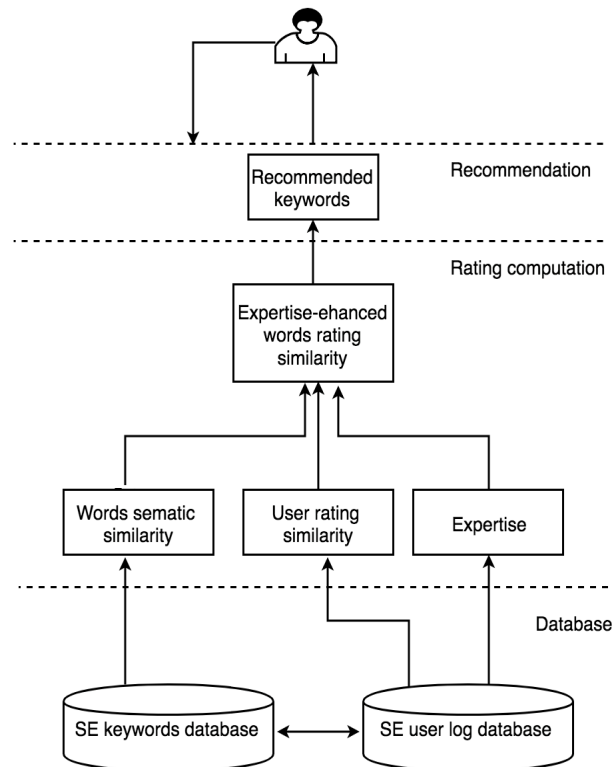 Recommendation
Recommended
keywords
Rating computation
Expertise-ehanced
words rating
similarity
Words sematic
similarity
User rating
similarity
Expertise
Database
SE keywords database
SE user log database